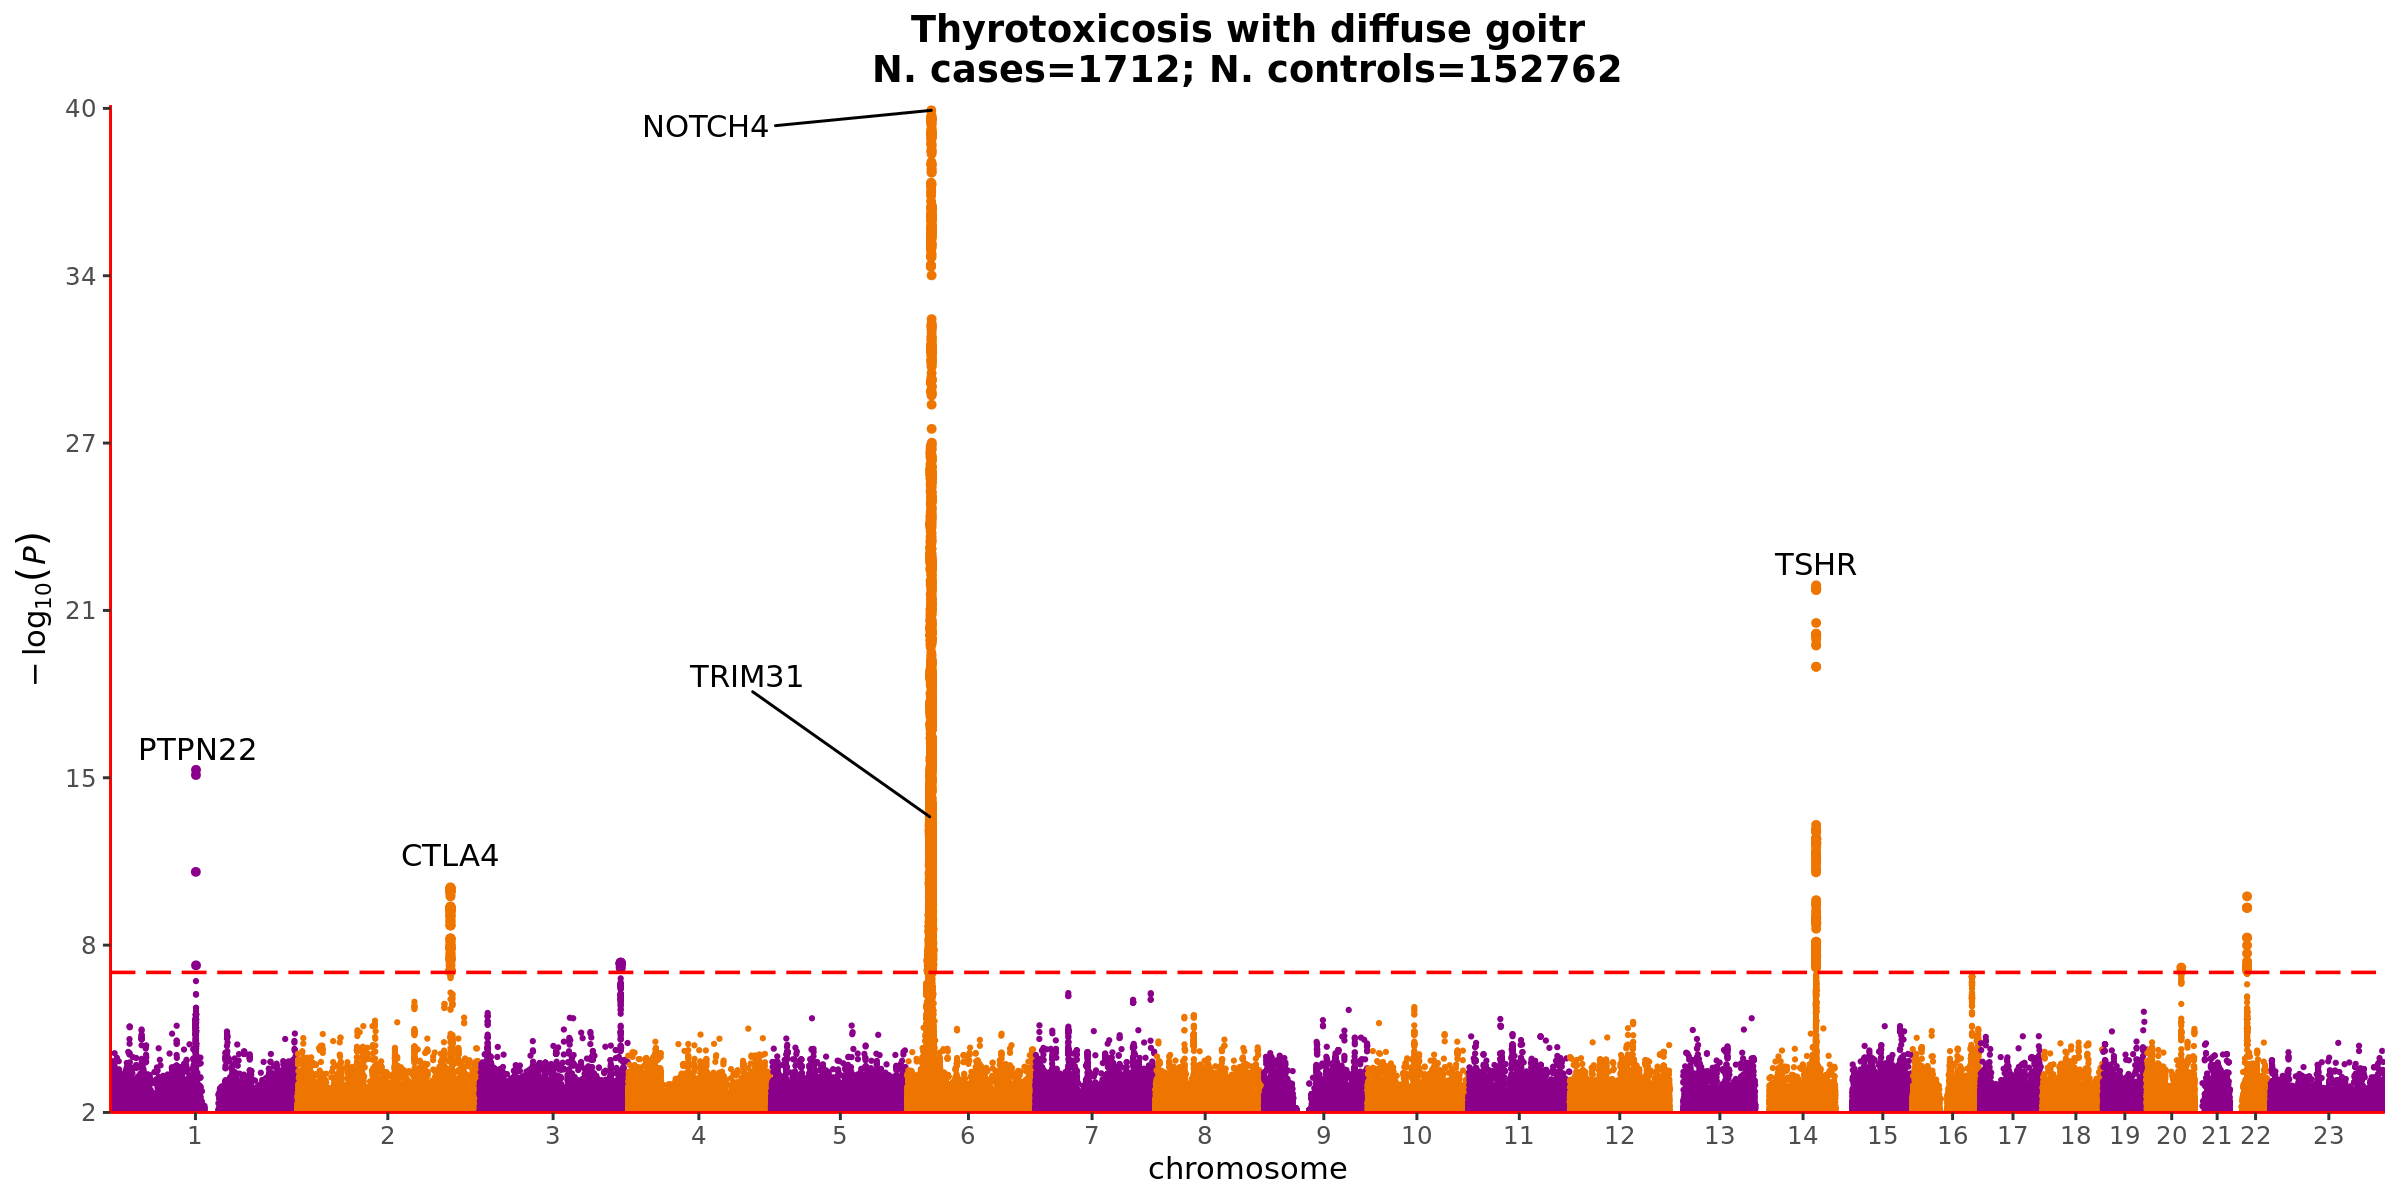 Thyrotoxicosis with diffuse goitr
N. cases=1712; N. controls=152762
40
34
27
21
15
8
2
− log₁₀(P)
NOTCH4
TSHR
TRIM31
PTPN22
CTLA4
1 2 3 4 5 6 7 8 9 10 11 12 13 14 15 16 17 18 19 20 21 22 23
chromosome